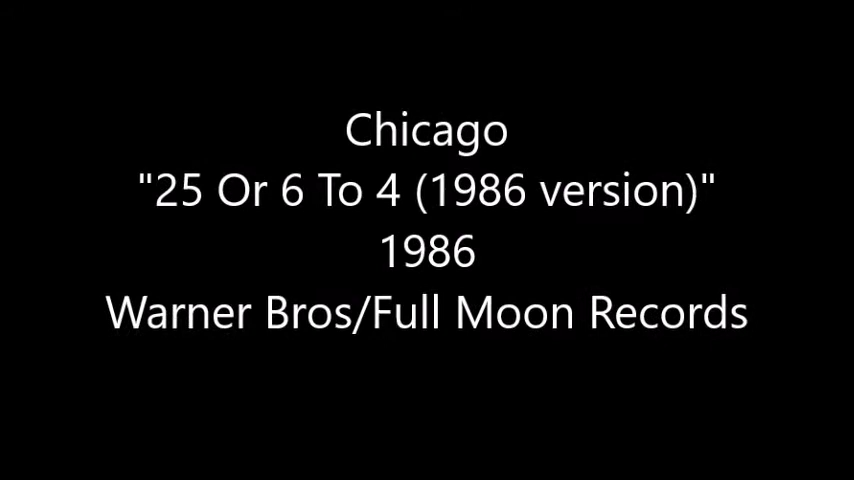 Chicago
"25 Or 6 To 4 (1986 version)"
1986
Warner Bros/Full Moon Records